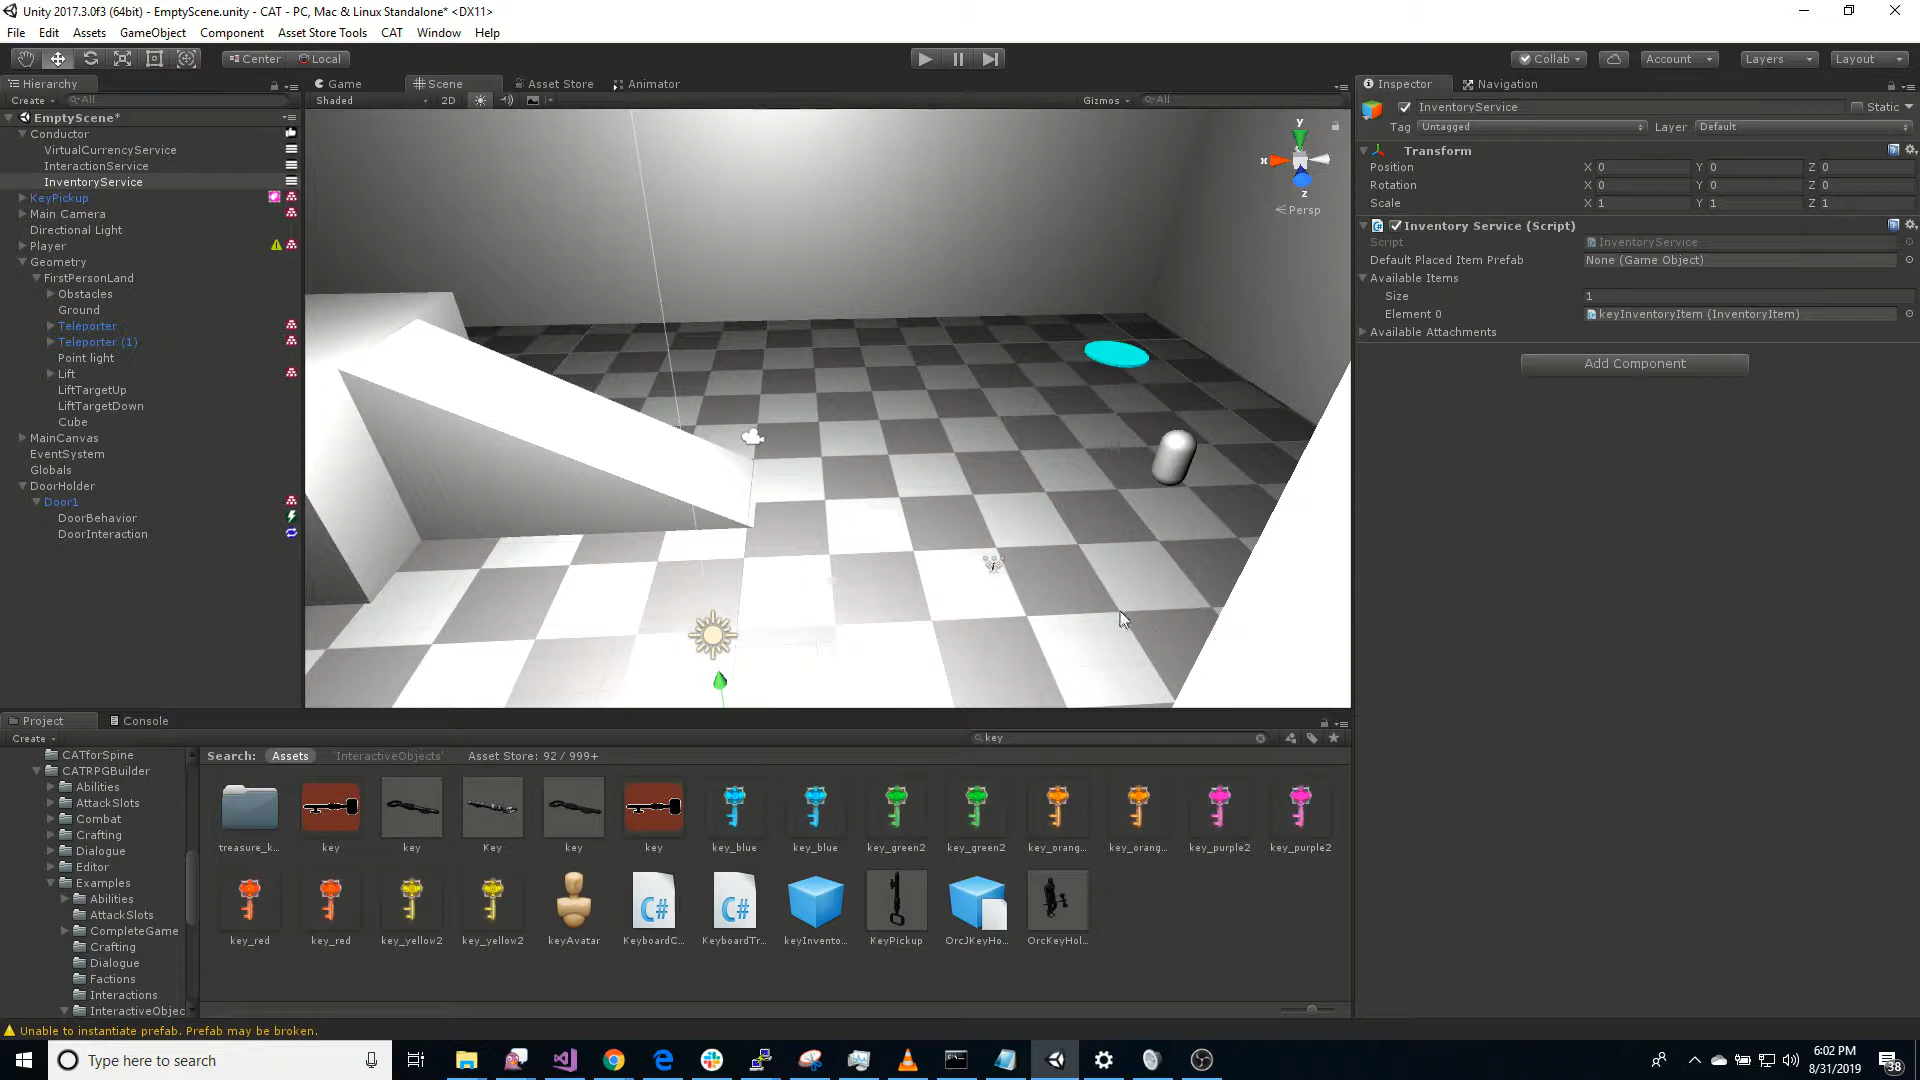 Unity 2017.3.0f3 (64bit) - EmptyScene.unity - CAT - PC, Mac & Linux Standalone* <DX11>
File Edit Assets GameObject Component Asset Store Tools CAT Window Help
Center Local Collab Account Layers Layout
Hierarchy
Create All
EmptyScene*
Conductor
VirtualCurrencyService
InteractionService
InventoryService
KeyPickup
Main Camera
Directional Light
Player
Geometry
FirstPersonLand
Obstacles
Ground
Teleporter
Teleporter (1)
Point light
Lift
LiftTargetUp
LiftTargetDown
Cube
MainCanvas
EventSystem
Globals
DoorHolder
Door1
DoorBehavior
DoorInteraction
Game Scene Asset Store Animator
Shaded 2D Gizmos All
y
x
z
Persp
Inspector Navigation
InventoryService Static
Tag Untagged Layer Default
Transform
Position X 0 Y 0 Z 0
Rotation X 0 Y 0 Z 0
Scale X 1 Y 1 Z 1
Inventory Service (Script)
Script InventoryService
Default Placed Item Prefab None (Game Object)
Available Items
Size 1
Element 0 keyInventoryItem (InventoryItem)
Available Attachments
Add Component
Project Console
Create key
CATforSpine
CATRPGBuilder
Abilities
AttackSlots
Combat
Crafting
Dialogue
Editor
Examples
Abilities
AttackSlots
CompleteGame
Crafting
Dialogue
Factions
Interactions
InteractiveObjec
Search: Assets 'InteractiveObjects' Asset Store: 92 / 999+
treasure_k... key key Key key key key_blue key_blue key_green2 key_green2 key_orang... key_orang... key_purple2 key_purple2
key_red key_red key_yellow2 key_yellow2 keyAvatar KeyboardC... KeyboardTr... keyInvento... KeyPickup OrcJKeyHo... OrcKeyHol...
C# C#
Unable to instantiate prefab. Prefab may be broken.
Type here to search
6:02 PM
8/31/2019
38